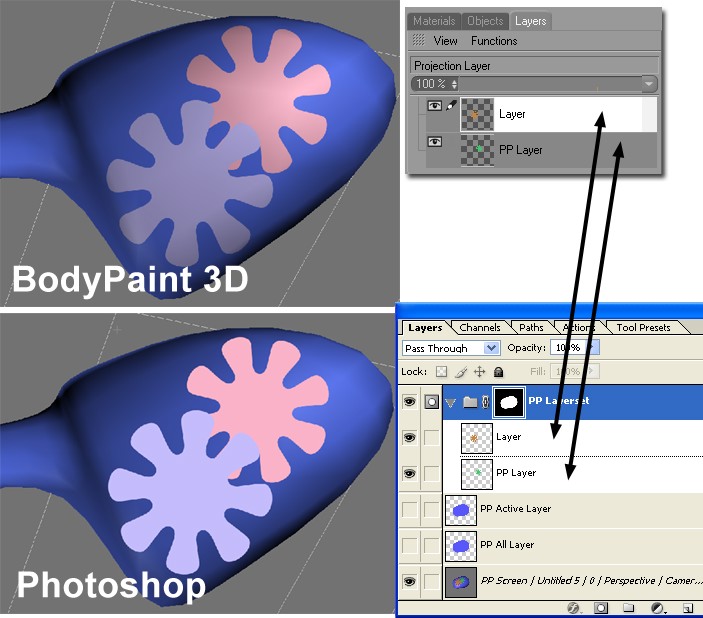 BodyPaint 3D
Materials Objects Layers
View Functions
Projection Layer
100 %
Layer
PP Layer
Photoshop
Layers Channels Paths Actions Tool Presets
Pass Through Opacity: 100%
Lock: Fill: 100%
PP Layerset
Layer
PP Layer
PP Active Layer
PP All Layer
PP Screen / Untitled 5 / 0 / Perspective / Camer...